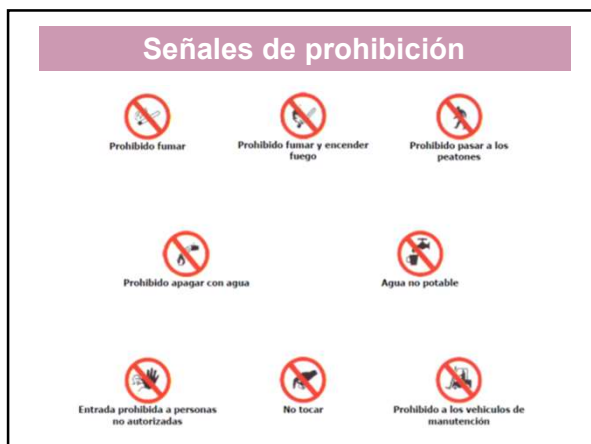 Señales de prohibición
Prohibido fumar
Prohibido fumar y encender
fuego
Prohibido pasar a los
peatones
Prohibido apagar con agua
Agua no potable
Entrada prohibida a personas
no autorizadas
No tocar
Prohibido a los vehículos de
manutención